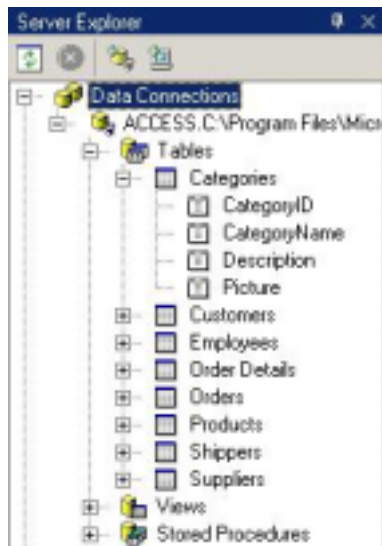 Server Explorer
Data Connections
ACCESS.C:\Program Files\Micr
Tables
Categories
CategoryID
CategoryName
Description
Picture
Customers
Employees
Order Details
Orders
Products
Shippers
Suppliers
Views
Stored Procedures